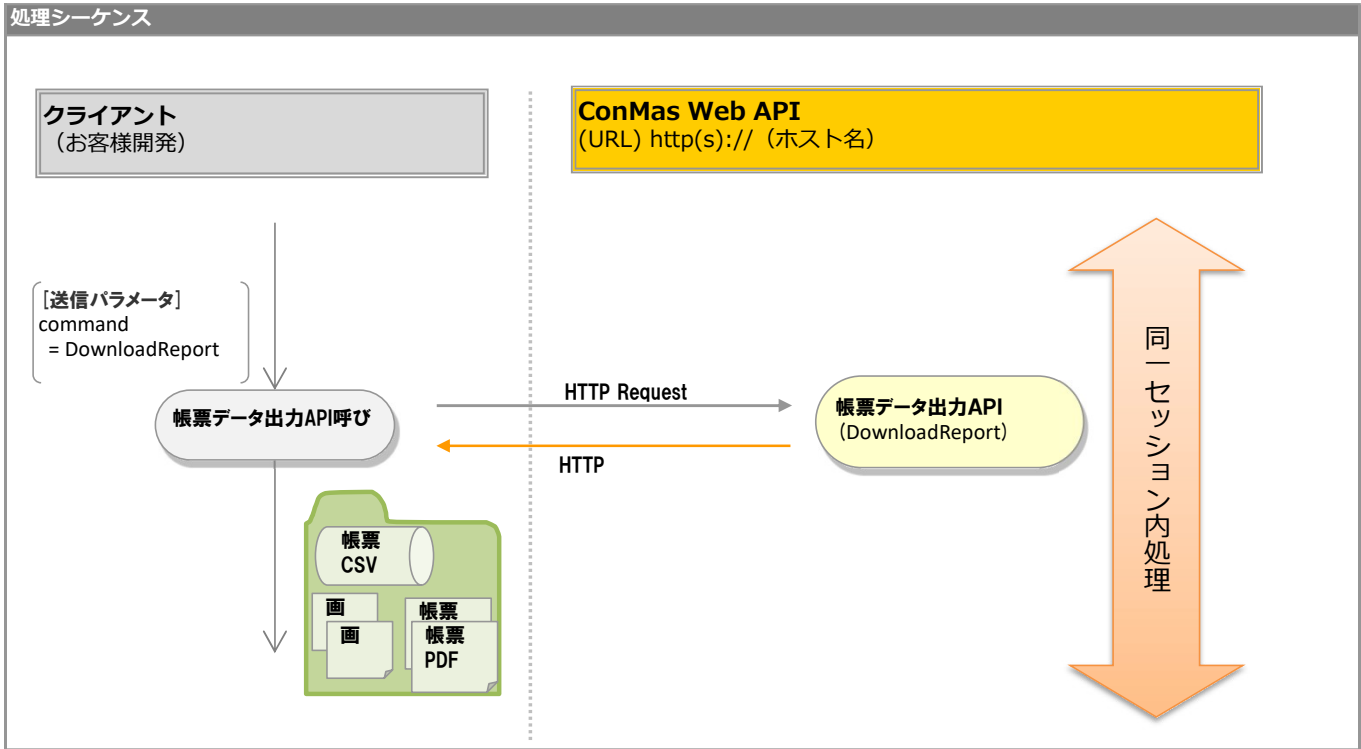 処理シーケンス
クライアント
（お客様開発）
ConMas Web API
(URL) http(s)://（ホスト名）
[送信パラメータ]
command
= DownloadReport
帳票データ出力API呼び
HTTP Request
HTTP
帳票データ出力API
（DownloadReport）
同一セッション内処理
帳票
CSV
画
画
帳票
帳票
PDF